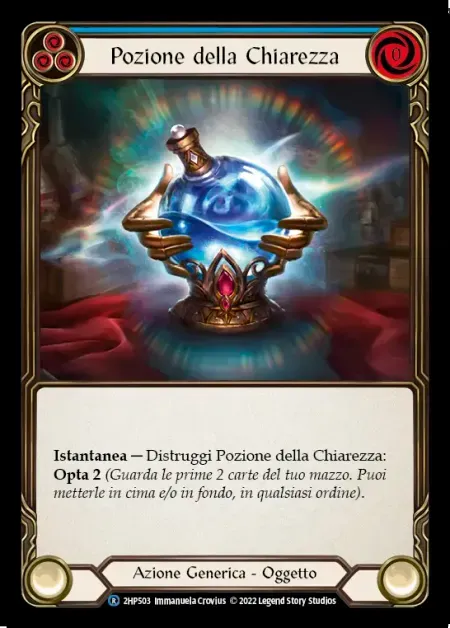 Pozione della Chiarezza
0
Istantanea — Distruggi Pozione della Chiarezza:
Opta 2 (Guarda le prime 2 carte del tuo mazzo. Puoi
metterle in cima e/o in fondo, in qualsiasi ordine).
Azione Generica - Oggetto
R 2HP503 Immanuela Crovius © 2022 Legend Story Studios